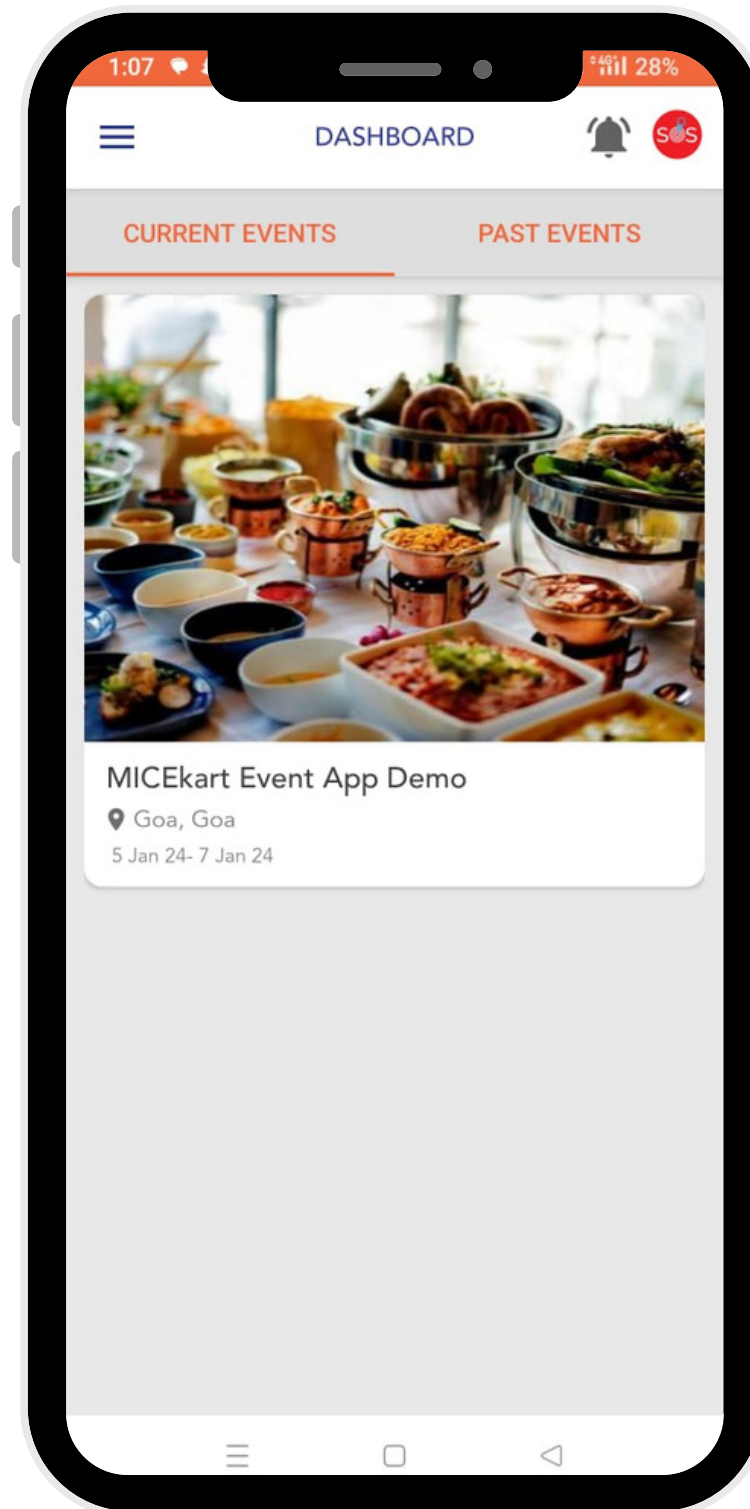 1:07 4G+ 28%
DASHBOARD SOS
CURRENT EVENTS PAST EVENTS
MICEkart Event App Demo
Goa, Goa
5 Jan 24- 7 Jan 24